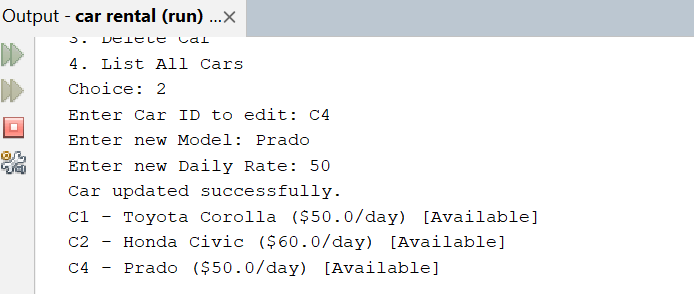 Output - car rental (run) ...×
3. Delete Car
4. List All Cars
Choice: 2
Enter Car ID to edit: C4
Enter new Model: Prado
Enter new Daily Rate: 50
Car updated successfully.
C1 - Toyota Corolla ($50.0/day) [Available]
C2 - Honda Civic ($60.0/day) [Available]
C4 - Prado ($50.0/day) [Available]